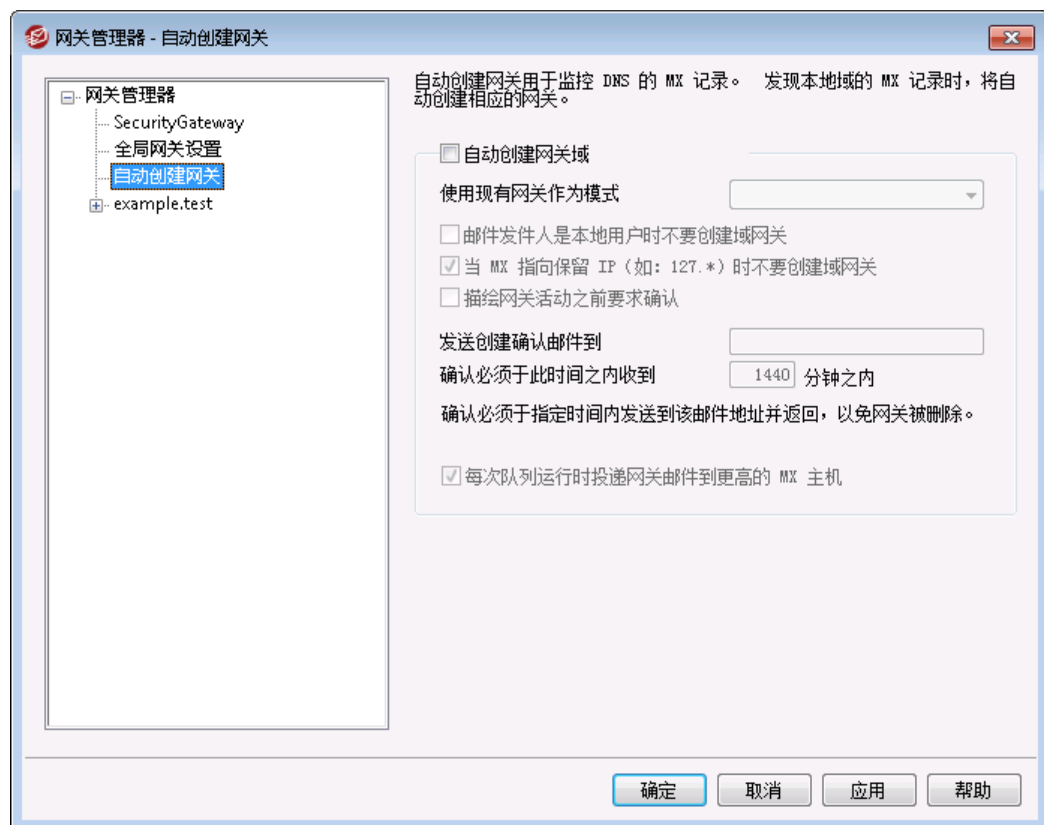 网关管理器 - 自动创建网关
网关管理器
SecurityGateway
全局网关设置
自动创建网关
example.test
自动创建网关用于监控 DNS 的 MX 记录。 发现本地域的 MX 记录时，将自
动创建相应的网关。
自动创建网关域
使用现有网关作为模式
邮件发件人是本地用户时不要创建域网关
当 MX 指向保留 IP（如：127.*）时不要创建域网关
描绘网关活动之前要求确认
发送创建确认邮件到
确认必须于此时间之内收到 1440 分钟之内
确认必须于指定时间内发送到该邮件地址并返回，以免网关被删除。
每次队列运行时投递网关邮件到更高的 MX 主机
确定 取消 应用 帮助